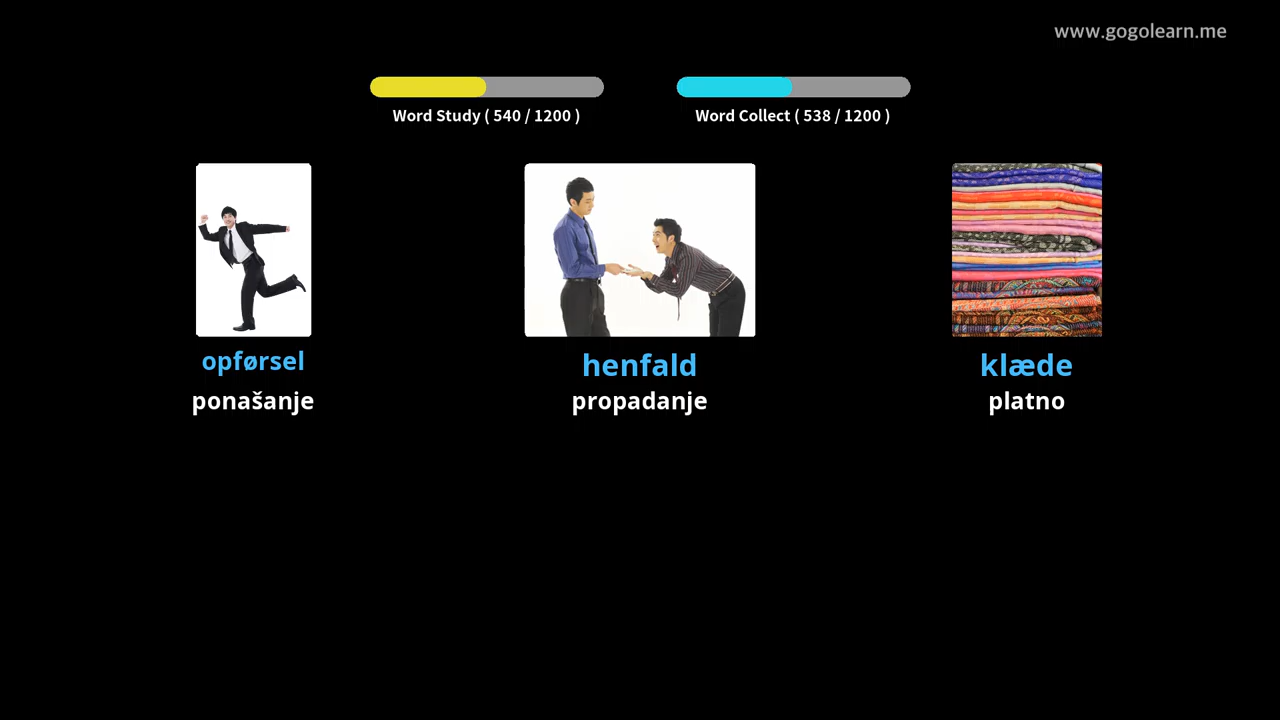 www.gogolearn.me
Word Study ( 540 / 1200 )
Word Collect ( 538 / 1200 )
opførsel
henfald
klæde
ponašanje
propadanje
platno